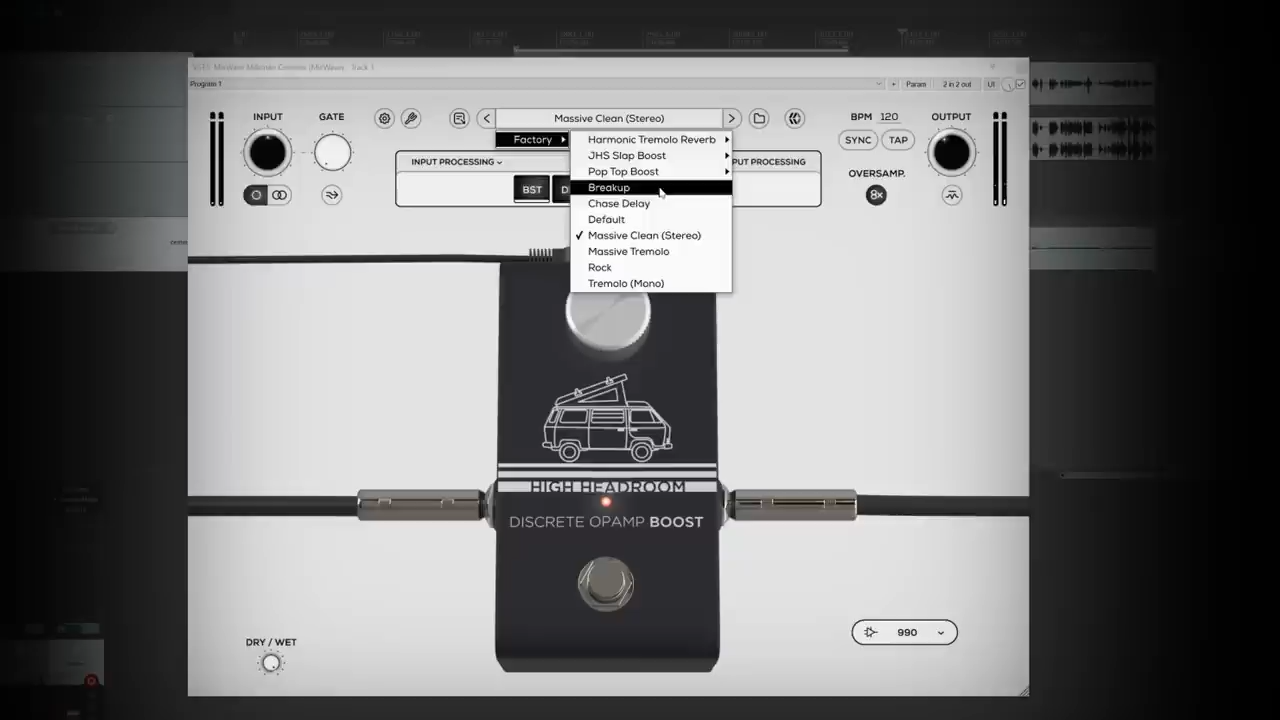 Program 1
+
Param
2 in 2 out
UI
INPUT
GATE
Massive Clean (Stereo)
BPM 120
OUTPUT
SYNC
TAP
Factory
Harmonic Tremolo Reverb
JHS Slap Boost
Pop Top Boost
Breakup
Chase Delay
Default
Massive Clean (Stereo)
Massive Tremolo
Rock
Tremolo (Mono)
INPUT PROCESSING
PUT PROCESSING
BST
D
OVERSAMP.
8x
HIGH HEADROOM
DISCRETE OPAMP BOOST
DRY / WET
990